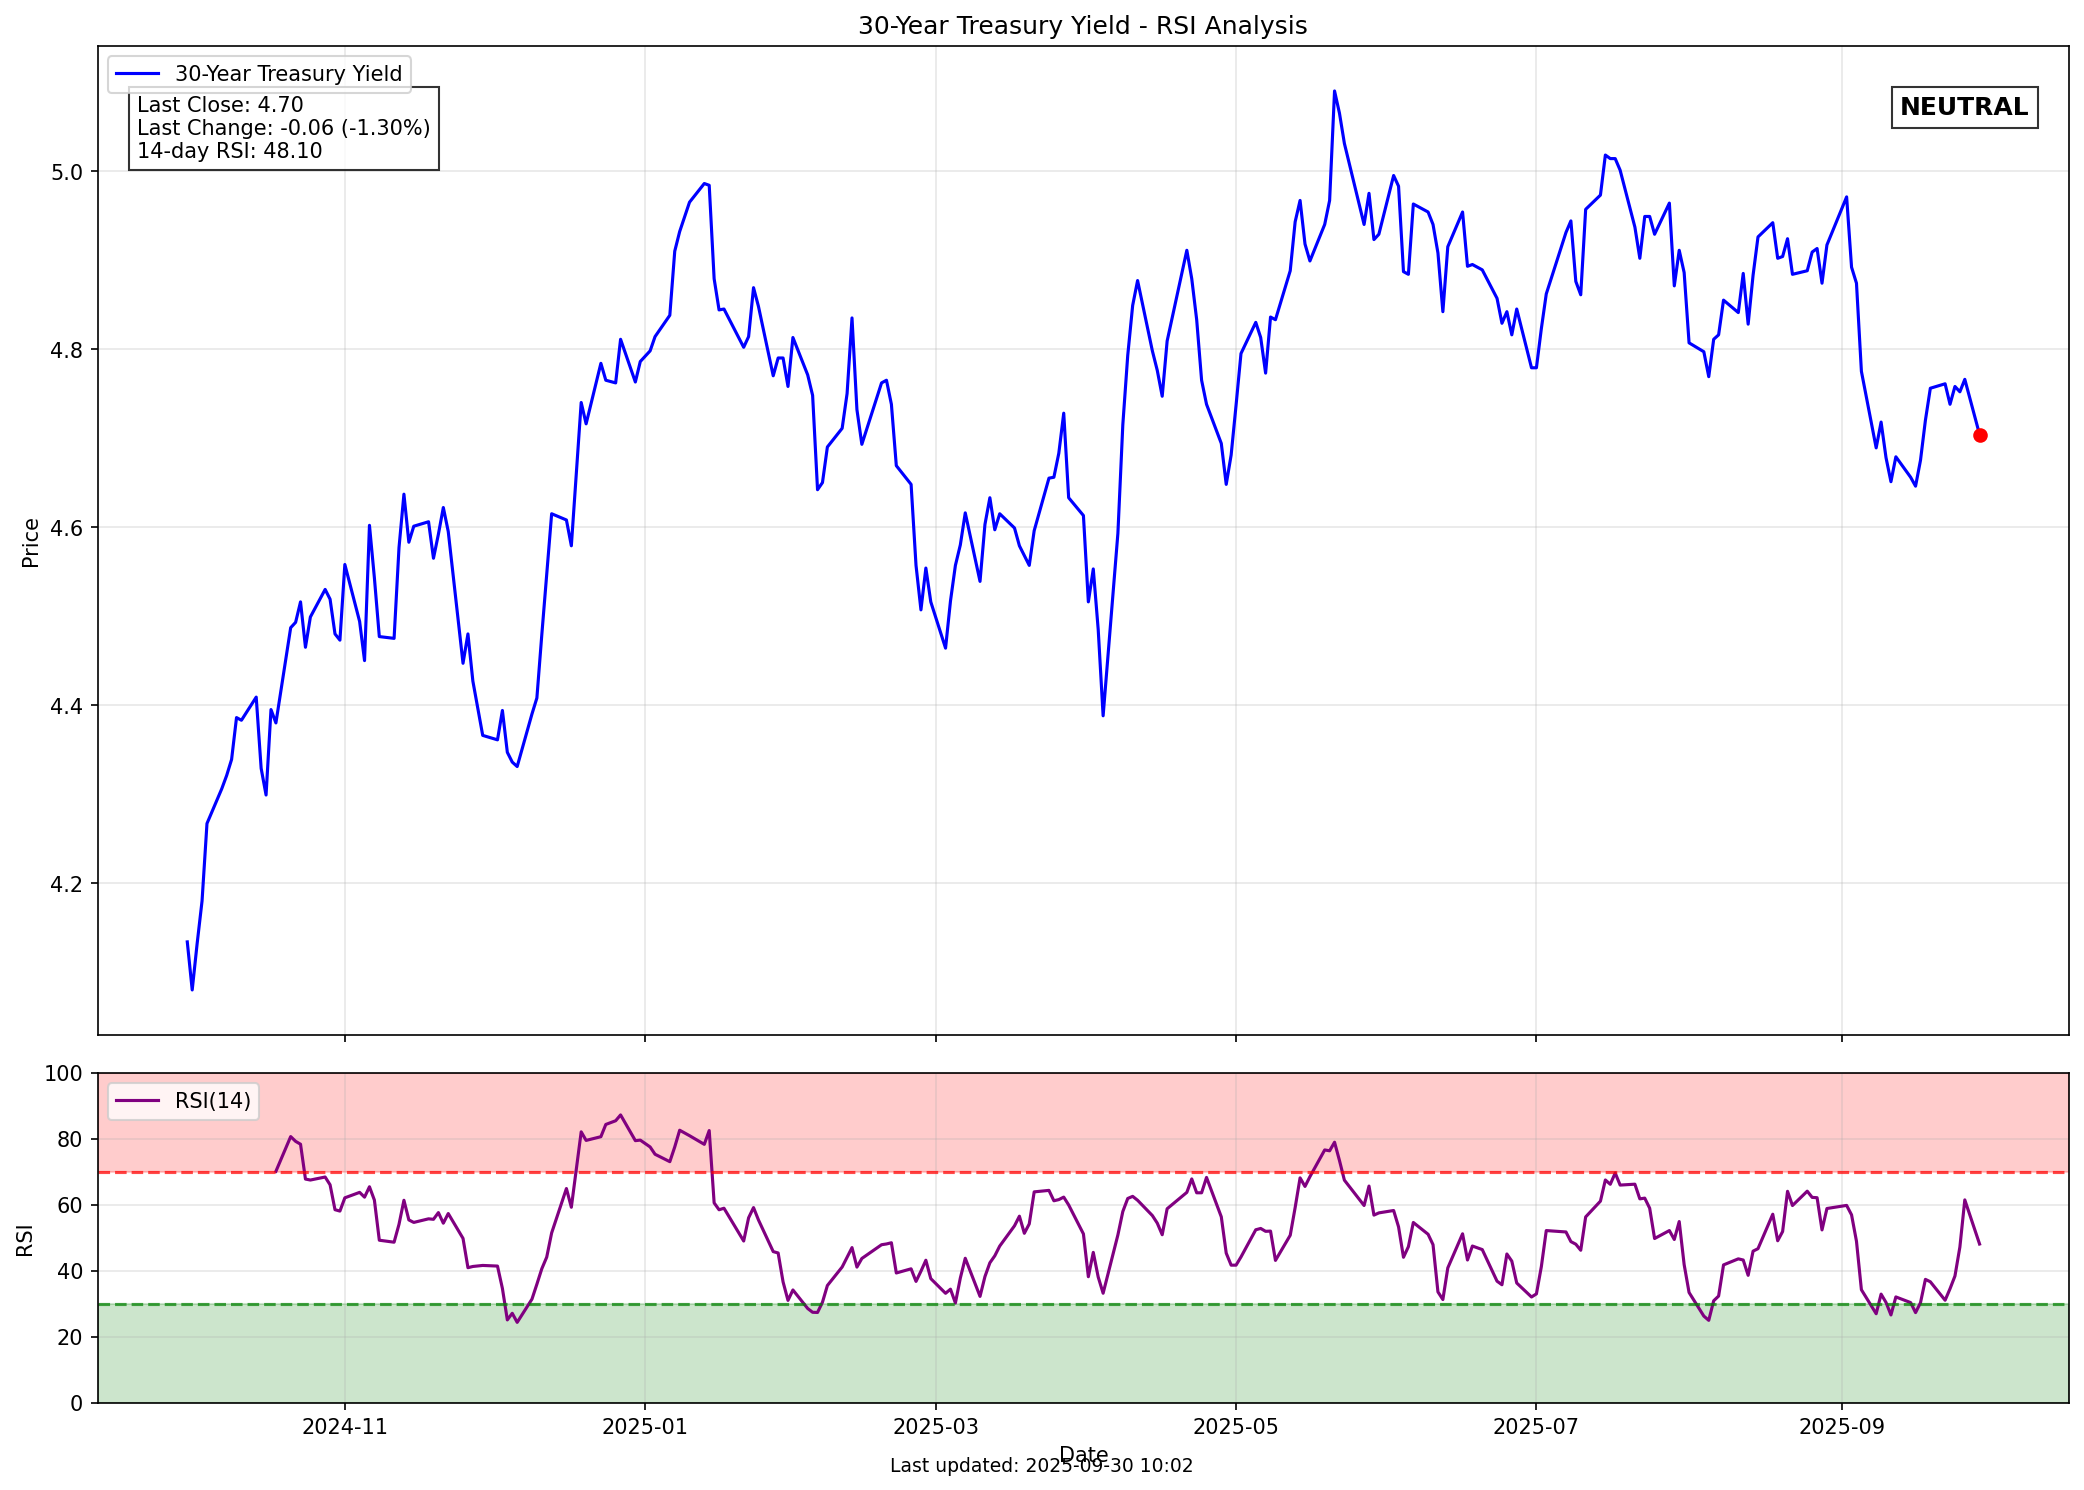 30-Year Treasury Yield - RSI Analysis
30-Year Treasury Yield
Last Close: 4.70
Last Change: -0.06 (-1.30%)
14-day RSI: 48.10
NEUTRAL
Price
5.0
4.8
4.6
4.4
4.2
RSI(14)
RSI
100
80
60
40
20
0
2024-11
2025-01
2025-03
2025-05
2025-07
2025-09
Date
Last updated: 2025-09-30 10:02